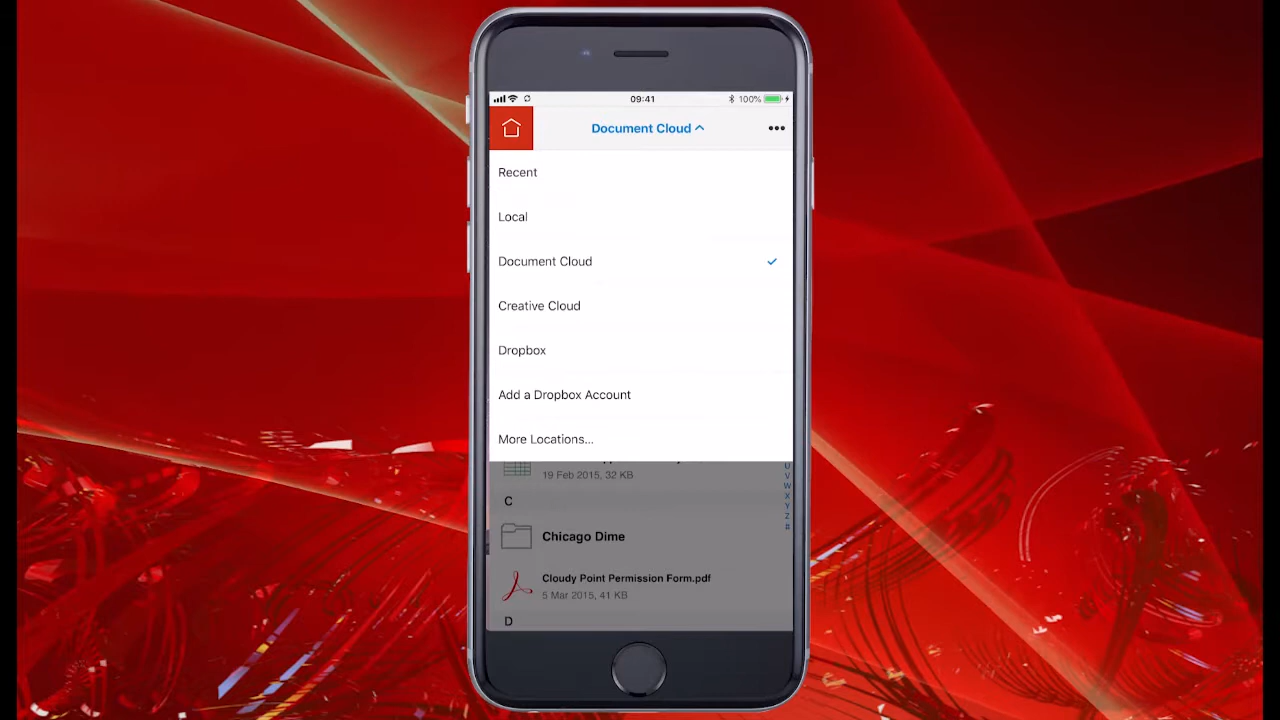 09:41
100%
Document Cloud
Recent
Local
Document Cloud
Creative Cloud
Dropbox
Add a Dropbox Account
More Locations...
19 Feb 2015, 32 KB
C
Chicago Dime
Cloudy Point Permission Form.pdf
5 Mar 2015, 41 KB
D
U
V
W
X
Y
Z
#